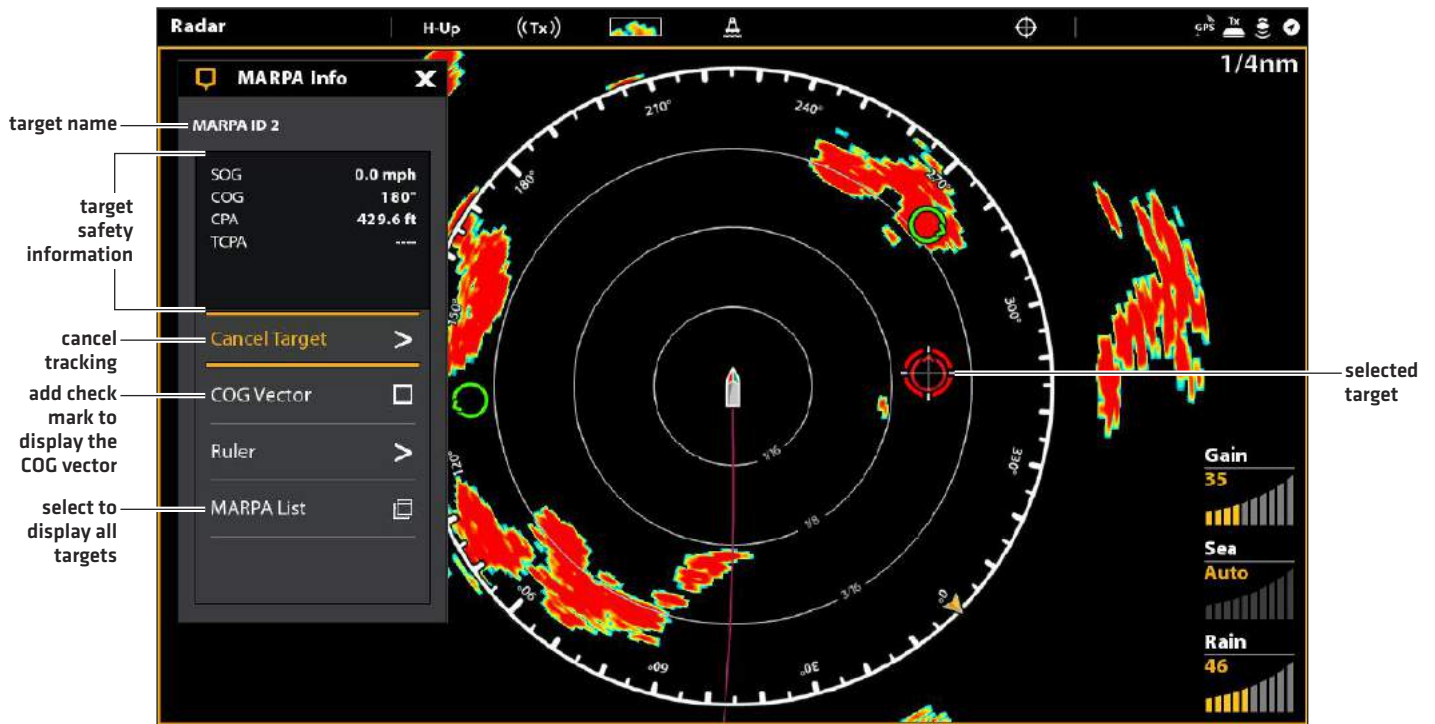 Radar
H-Up
((Tx))
GPS
Tx
1/4nm
MARPA Info
X
target name
MARPA ID 2
SOG 0.0 mph
COG 180°
CPA 429.6 ft
TCPA ----
target
safety
information
cancel
tracking
Cancel Target >
add check
mark to
display the
COG vector
COG Vector
Ruler >
select to
display all
targets
MARPA List
210°
240°
180°
270°
150°
300°
120°
330°
90°
0°
60°
30°
1/16
1/8
3/16
selected
target
Gain
35
Sea
Auto
Rain
46